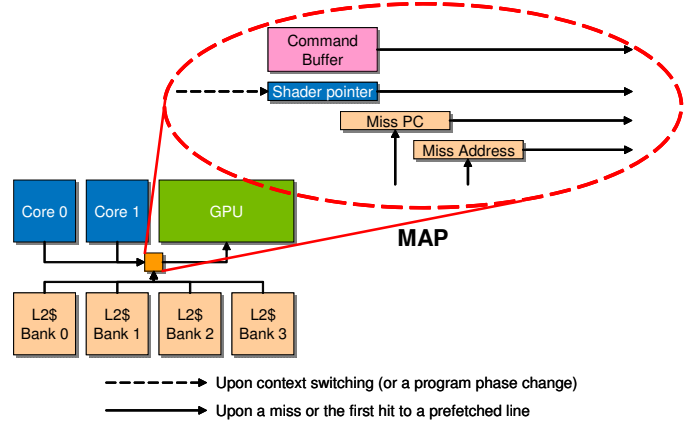 Command
Buffer
Shader pointer
Miss PC
Miss Address
Core 0
Core 1
GPU
MAP
L2$
Bank 0
L2$
Bank 1
L2$
Bank 2
L2$
Bank 3
Upon context switching (or a program phase change)
Upon a miss or the first hit to a prefetched line